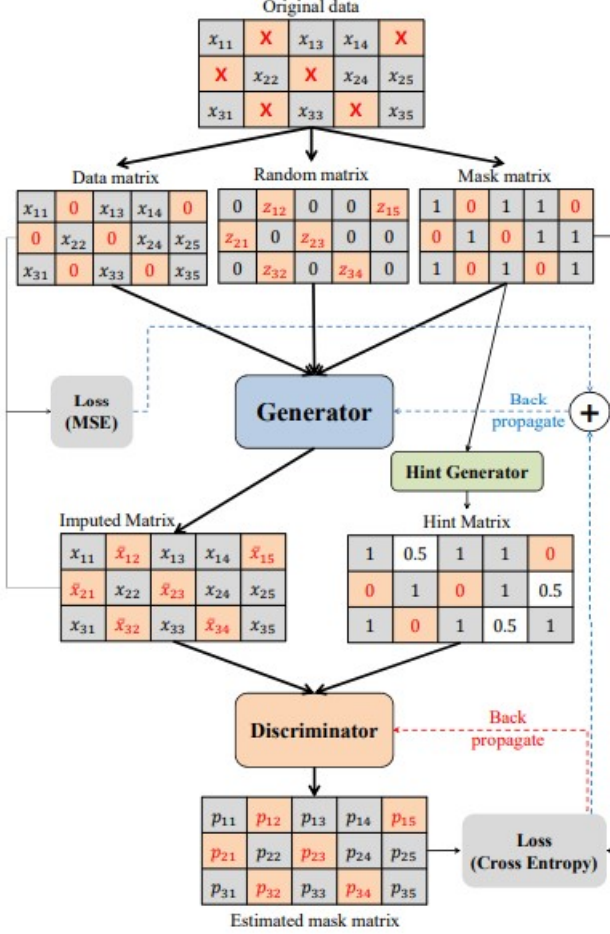 Original data
x₁₁ X x₁₃ x₁₄ X
X x₂₂ X x₂₄ x₂₅
x₃₁ X x₃₃ X x₃₅
Data matrix
x₁₁ 0 x₁₃ x₁₄ 0
0 x₂₂ 0 x₂₄ x₂₅
x₃₁ 0 x₃₃ 0 x₃₅
Random matrix
0 z₁₂ 0 0 z₁₅
z₂₁ 0 z₂₃ 0 0
0 z₃₂ 0 z₃₄ 0
Mask matrix
1 0 1 1 0
0 1 0 1 1
1 0 1 0 1
Loss
(MSE)
Generator
Back
propagate
+
Hint Generator
Imputed Matrix
x₁₁ x̄₁₂ x₁₃ x₁₄ x̄₁₅
x̄₂₁ x₂₂ x̄₂₃ x₂₄ x₂₅
x₃₁ x̄₃₂ x₃₃ x̄₃₄ x₃₅
Hint Matrix
1 0.5 1 1 0
0 1 0 1 0.5
1 0 1 0.5 1
Discriminator
Back
propagate
p₁₁ p₁₂ p₁₃ p₁₄ p₁₅
p₂₁ p₂₂ p₂₃ p₂₄ p₂₅
p₃₁ p₃₂ p₃₃ p₃₄ p₃₅
Estimated mask matrix
Loss
(Cross Entropy)